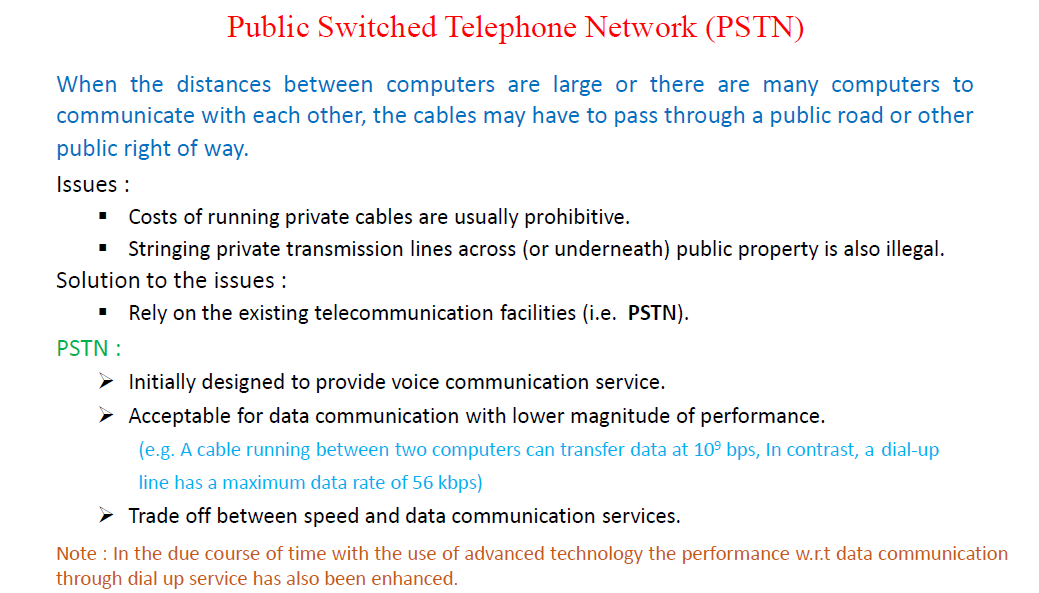 Public Switched Telephone Network (PSTN)
When the distances between computers are large or there are many computers to
communicate with each other, the cables may have to pass through a public road or other
public right of way.
Issues :
▪ Costs of running private cables are usually prohibitive.
▪ Stringing private transmission lines across (or underneath) public property is also illegal.
Solution to the issues :
▪ Rely on the existing telecommunication facilities (i.e. PSTN).
PSTN :
➢ Initially designed to provide voice communication service.
➢ Acceptable for data communication with lower magnitude of performance.
(e.g. A cable running between two computers can transfer data at 10⁹ bps, In contrast, a dial-up
line has a maximum data rate of 56 kbps)
➢ Trade off between speed and data communication services.
Note : In the due course of time with the use of advanced technology the performance w.r.t data communication
through dial up service has also been enhanced.